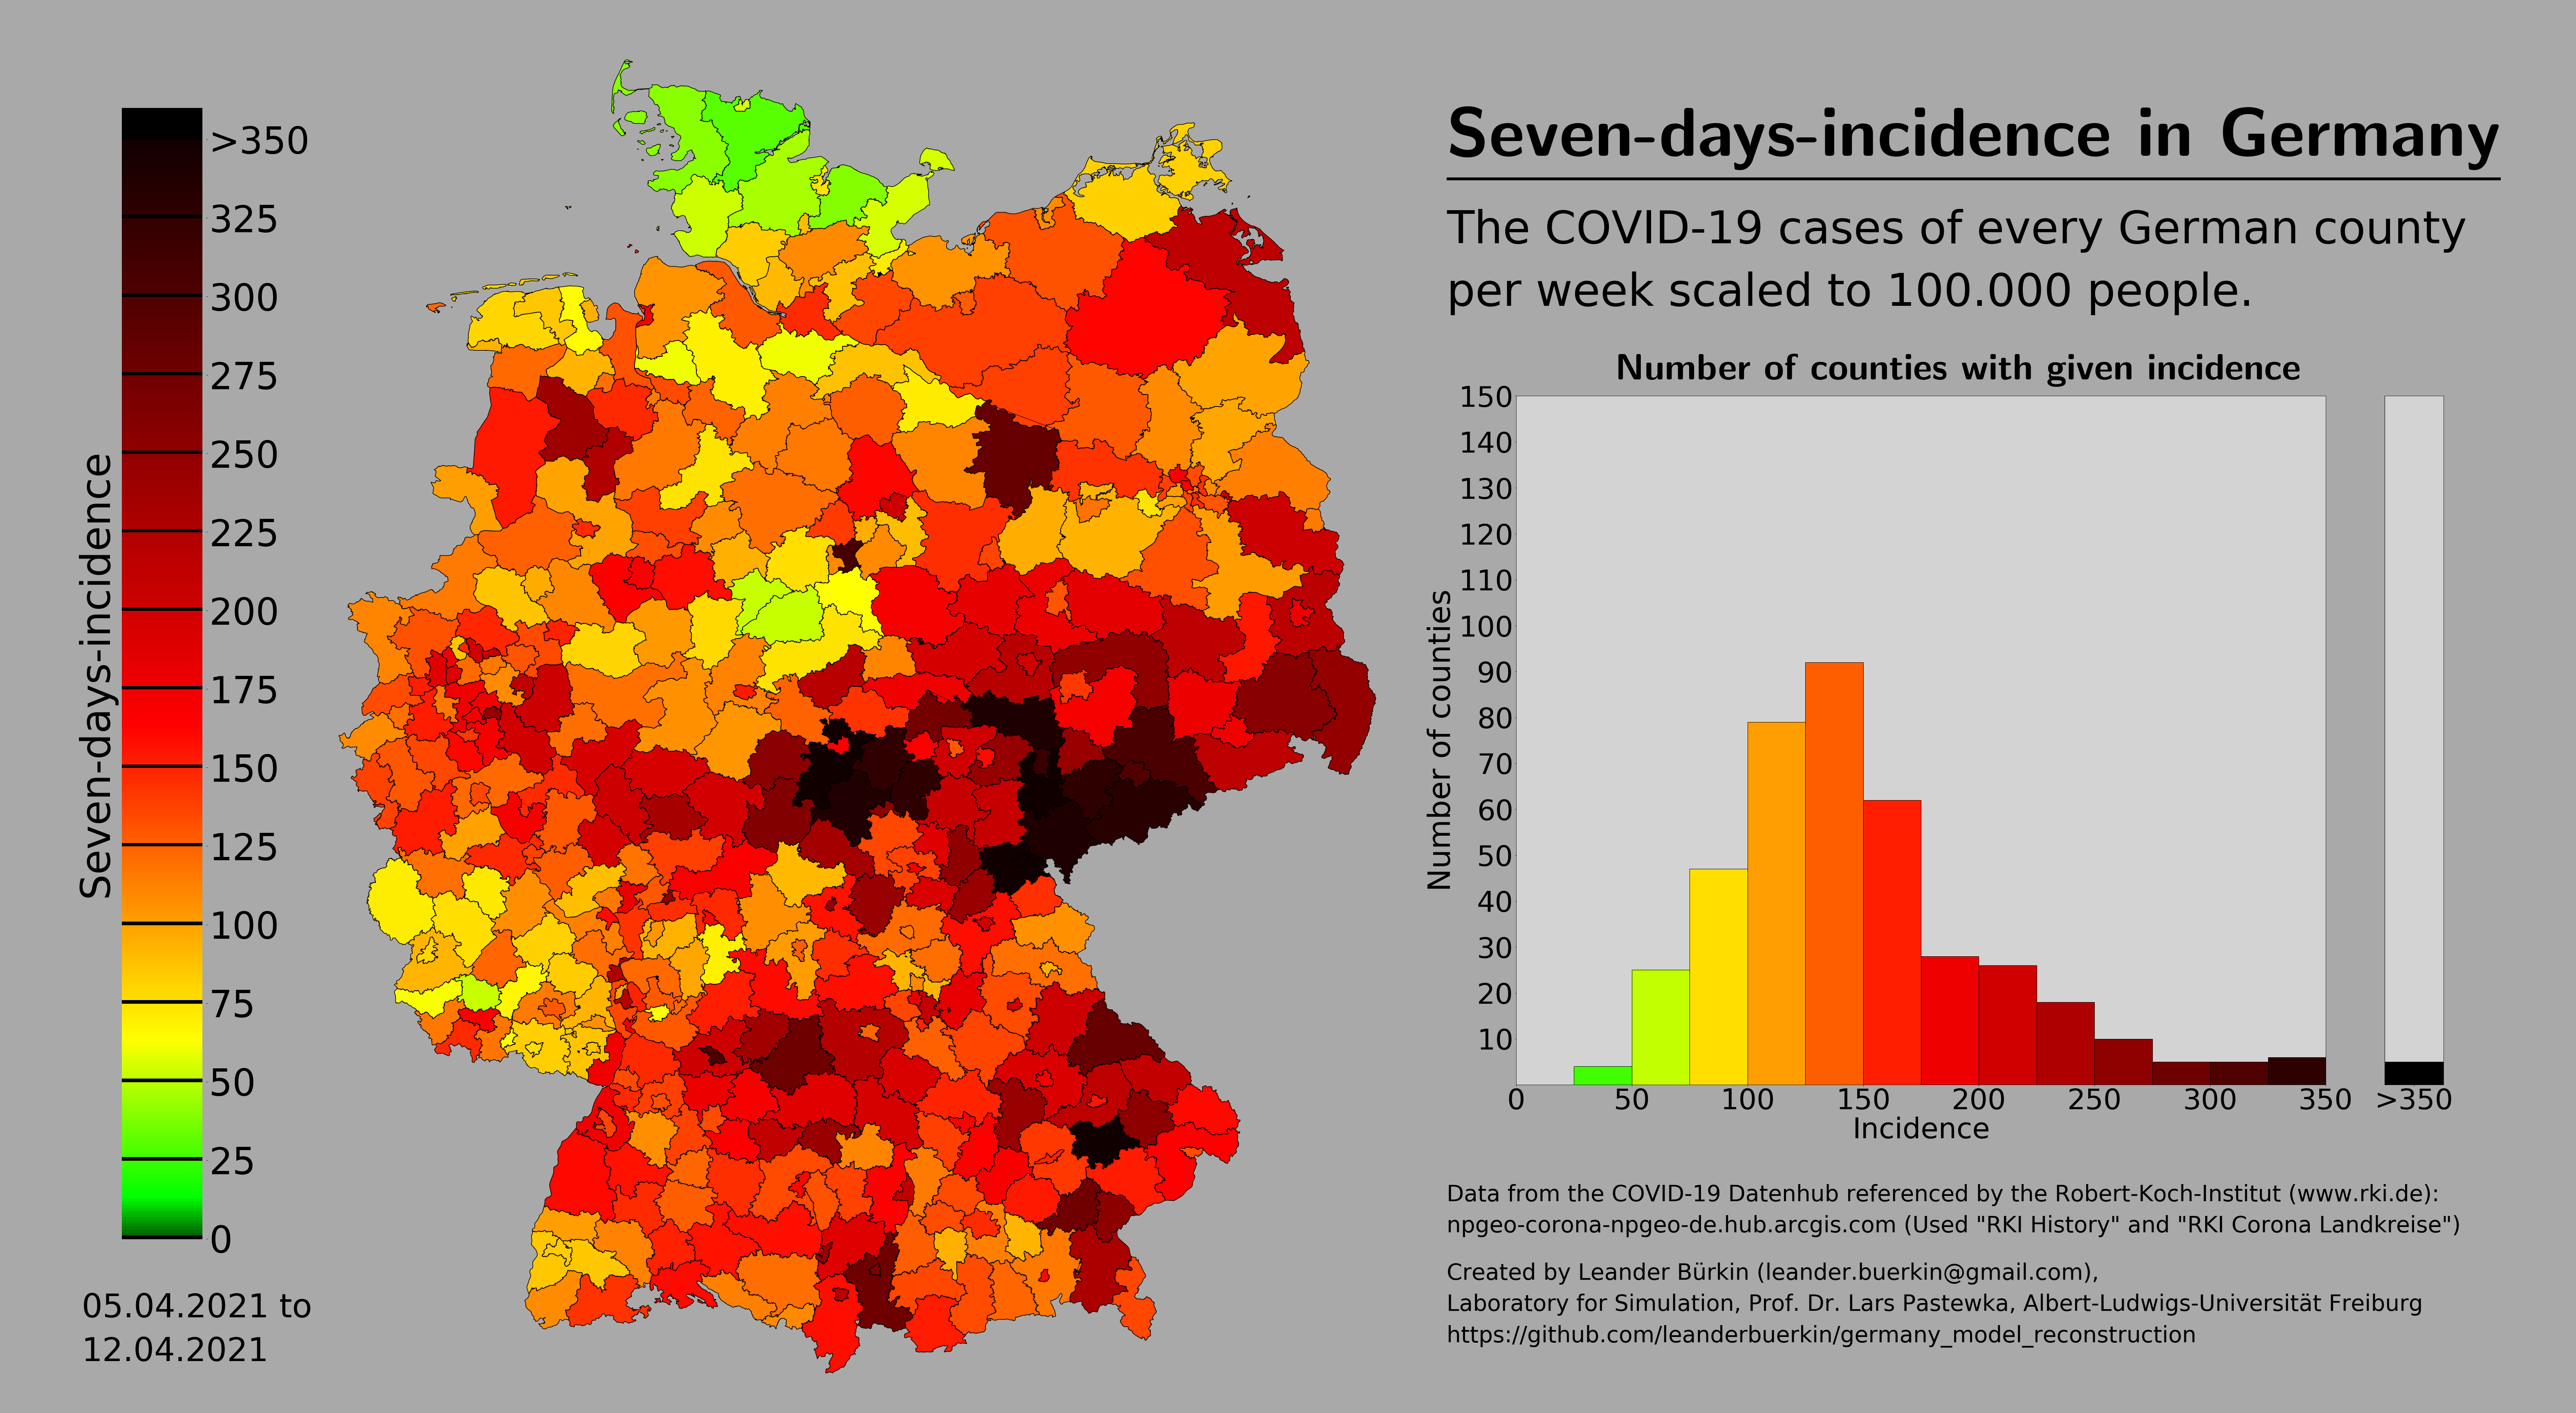 Seven-days-incidence in Germany
The COVID-19 cases of every German county
per week scaled to 100.000 people.
Seven-days-incidence
>350
325
300
275
250
225
200
175
150
125
100
75
50
25
0
05.04.2021 to
12.04.2021
Number of counties with given incidence
Number of counties
150
140
130
120
110
100
90
80
70
60
50
40
30
20
10
0 50 100 150 200 250 300 350 >350
Incidence
Data from the COVID-19 Datenhub referenced by the Robert-Koch-Institut (www.rki.de):
npgeo-corona-npgeo-de.hub.arcgis.com (Used "RKI History" and "RKI Corona Landkreise")
Created by Leander Bürkin (leander.buerkin@gmail.com),
Laboratory for Simulation, Prof. Dr. Lars Pastewka, Albert-Ludwigs-Universität Freiburg
https://github.com/leanderbuerkin/germany_model_reconstruction